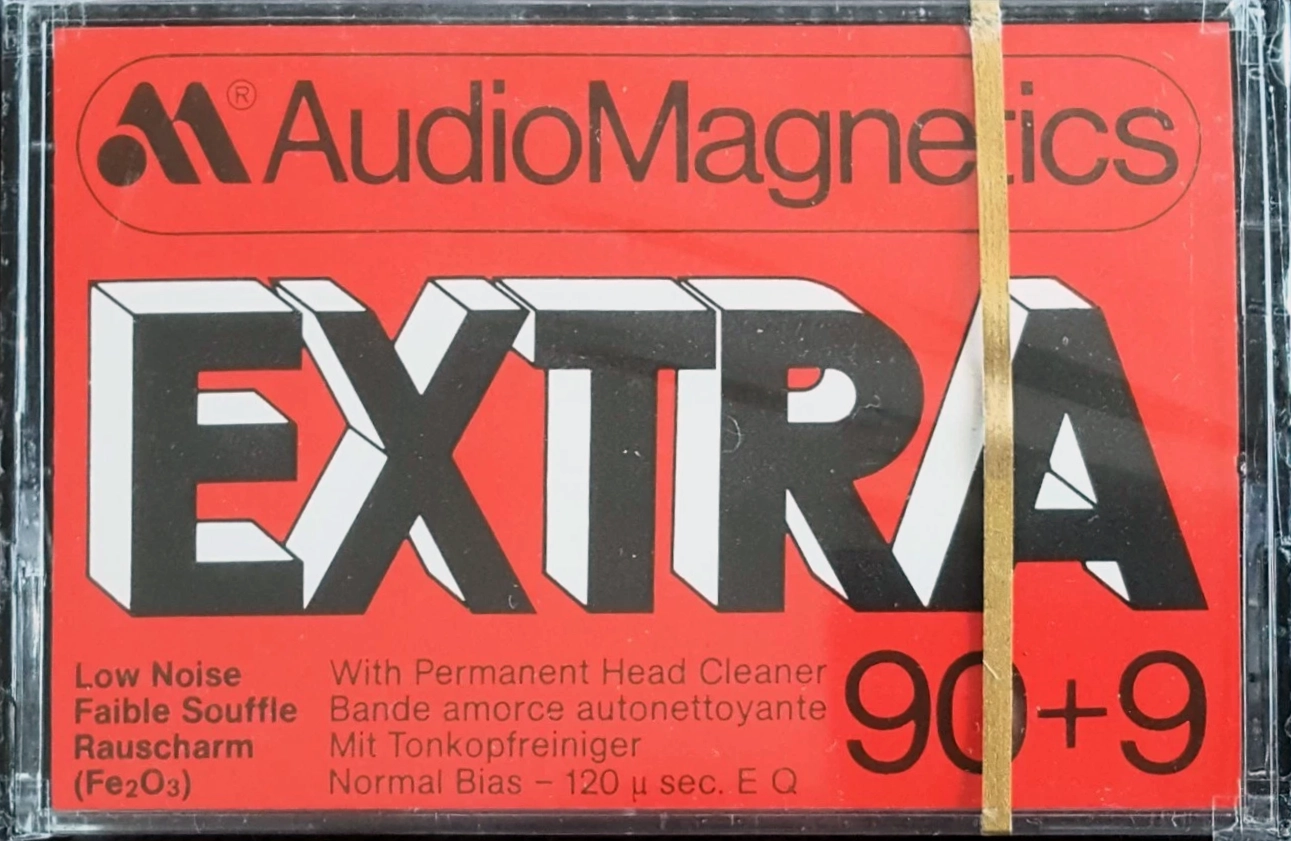 ®AudioMagnetics
EXTRA
Low Noise
Faible Souffle
Rauscharm
(Fe₂O₃)
With Permanent Head Cleaner
Bande amorce autonettoyante
Mit Tonkopfreiniger
Normal Bias – 120 µ sec. E Q
90+9